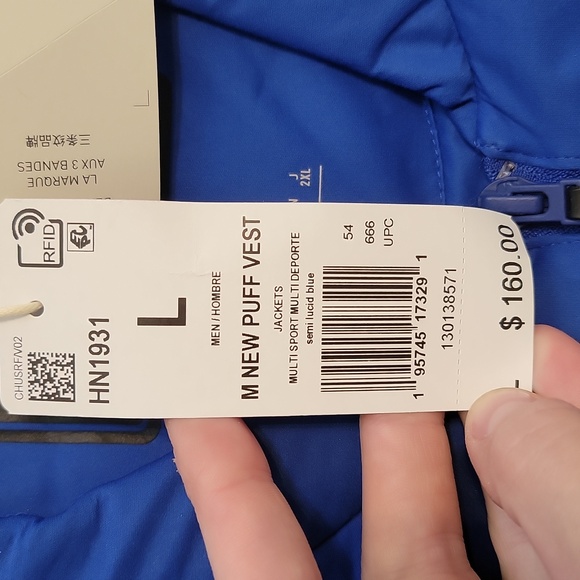 三条纹品牌
AUX 3 BANDES
LA MARQUE
J
2XL
RFID
CHUSRF/V02
HN1931
L
MEN / HOMBRE
M NEW PUFF VEST
JACKETS
MULTI SPORT MULTI DEPORTE
semi lucid blue
54
666
UPC
1 95745 17329 1
130138571
$ 160.00